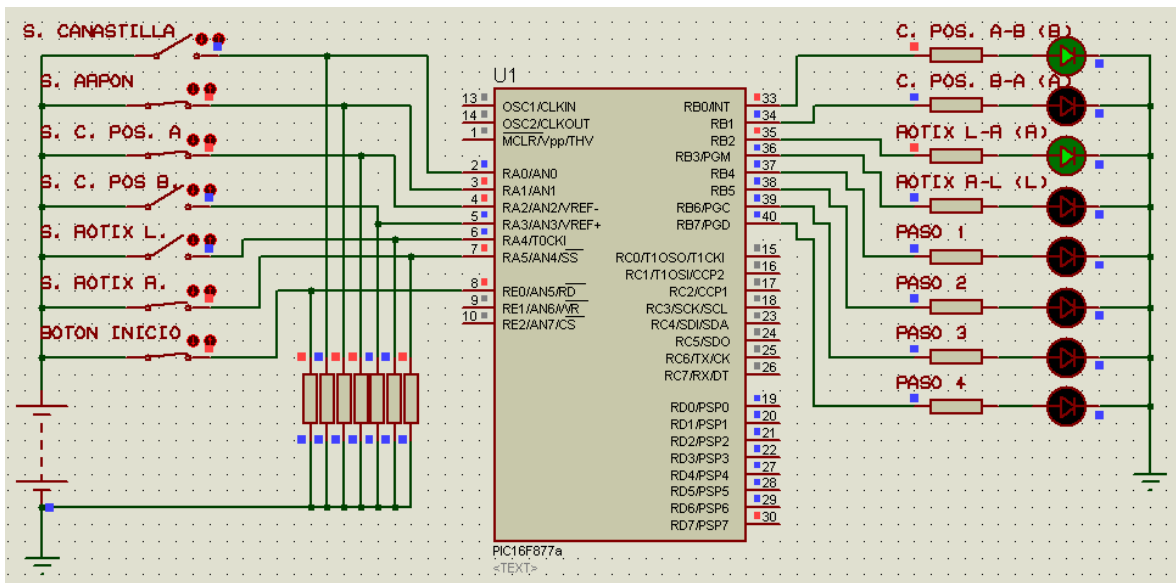 S. CANASTILLA
S. ARPON
S. C. POS. A
S. C. POS B.
S. ROTIX L.
S. ROTIX A.
BOTON INICIO
U1
13 OSC1/CLKIN
14 OSC2/CLKOUT
1 MCLR/Vpp/THV
2 RA0/AN0
3 RA1/AN1
4 RA2/AN2/VREF-
5 RA3/AN3/VREF+
6 RA4/T0CKI
7 RA5/AN4/SS
8 RE0/AN5/RD
9 RE1/AN6/WR
10 RE2/AN7/CS
RB0/INT 33
RB1 34
RB2 35
RB3/PGM 36
RB4 37
RB5 38
RB6/PGC 39
RB7/PGD 40
RC0/T1OSO/T1CKI 15
RC1/T1OSI/CCP2 16
RC2/CCP1 17
RC3/SCK/SCL 18
RC4/SDI/SDA 23
RC5/SDO 24
RC6/TX/CK 25
RC7/RX/DT 26
RD0/PSP0 19
RD1/PSP1 20
RD2/PSP2 21
RD3/PSP3 22
RD4/PSP4 27
RD5/PSP5 28
RD6/PSP6 29
RD7/PSP7 30
PIC16F877a
<TEXT>
C. POS. A-B (B)
C. POS. B-A (A)
ROTIX L-A (A)
ROTIX A-L (L)
PASO 1
PASO 2
PASO 3
PASO 4